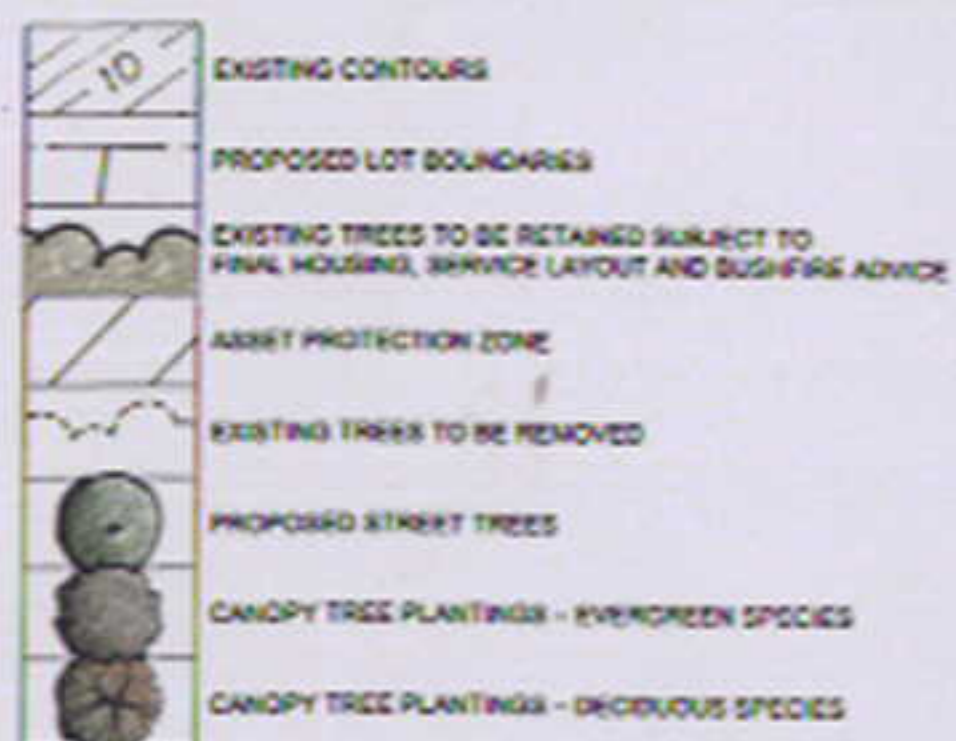 10
EXISTING CONTOURS
PROPOSED LOT BOUNDARIES
EXISTING TREES TO BE RETAINED SUBJECT TO
FINAL HOUSING, SERVICE LAYOUT AND BUSHFIRE ADVICE
ASSET PROTECTION ZONE
EXISTING TREES TO BE REMOVED
PROPOSED STREET TREES
CANOPY TREE PLANTINGS - EVERGREEN SPECIES
CANOPY TREE PLANTINGS - DECIDUOUS SPECIES